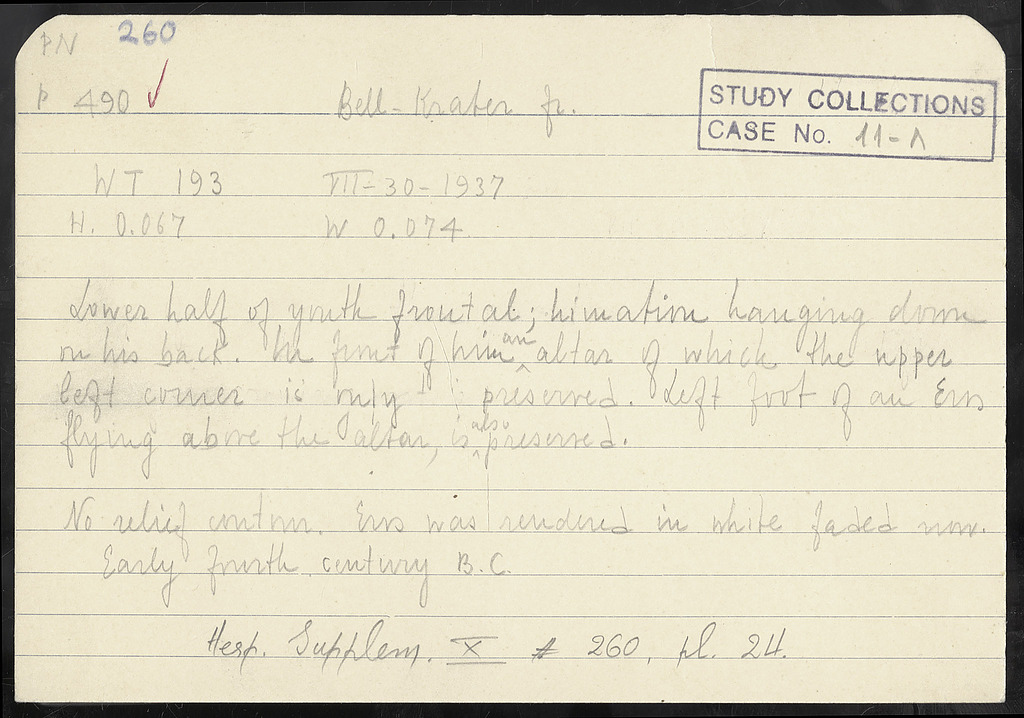 PN 260
P 490 ✓ Bell-Krater fr.
STUDY COLLECTIONS
CASE No. 11-Λ
WT 193 VII-30-1937
H. 0.067 W 0.074
Lower half of youth frontal; himation hanging down
on his back. In front of him an altar of which the upper
left corner is only preserved. Left foot of an Eros
flying above the altar, is also preserved.
No relief contour. Eros was rendered in white faded now.
Early fourth century B.C.
Hesp. Supplem. X # 260, pl. 24.